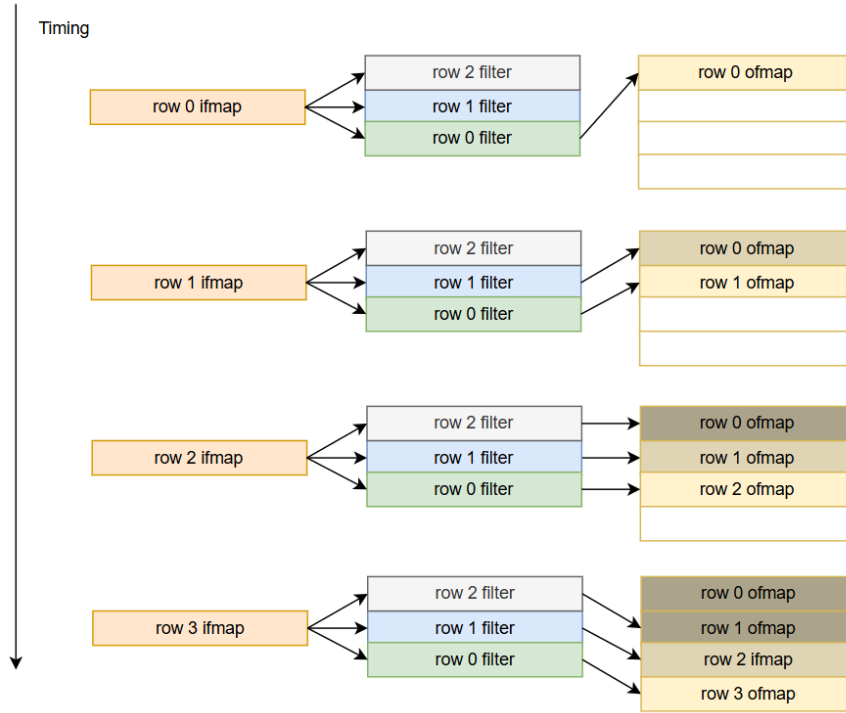 Timing
row 0 ifmap
row 2 filter
row 1 filter
row 0 filter
row 0 ofmap
row 1 ifmap
row 2 filter
row 1 filter
row 0 filter
row 0 ofmap
row 1 ofmap
row 2 ifmap
row 2 filter
row 1 filter
row 0 filter
row 0 ofmap
row 1 ofmap
row 2 ofmap
row 3 ifmap
row 2 filter
row 1 filter
row 0 filter
row 0 ofmap
row 1 ofmap
row 2 ifmap
row 3 ofmap